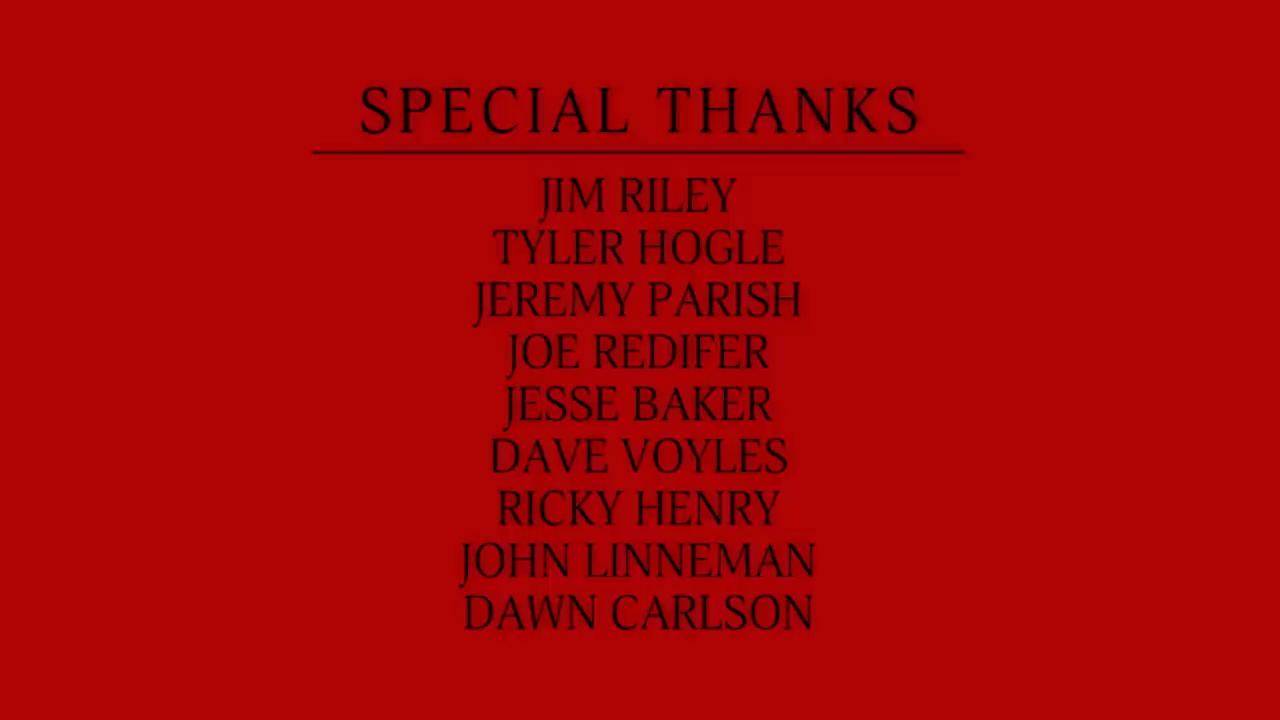 SPECIAL THANKS
JIM RILEY
TYLER HOGLE
JEREMY PARISH
JOE REDIFER
JESSE BAKER
DAVE VOYLES
RICKY HENRY
JOHN LINNEMAN
DAWN CARLSON